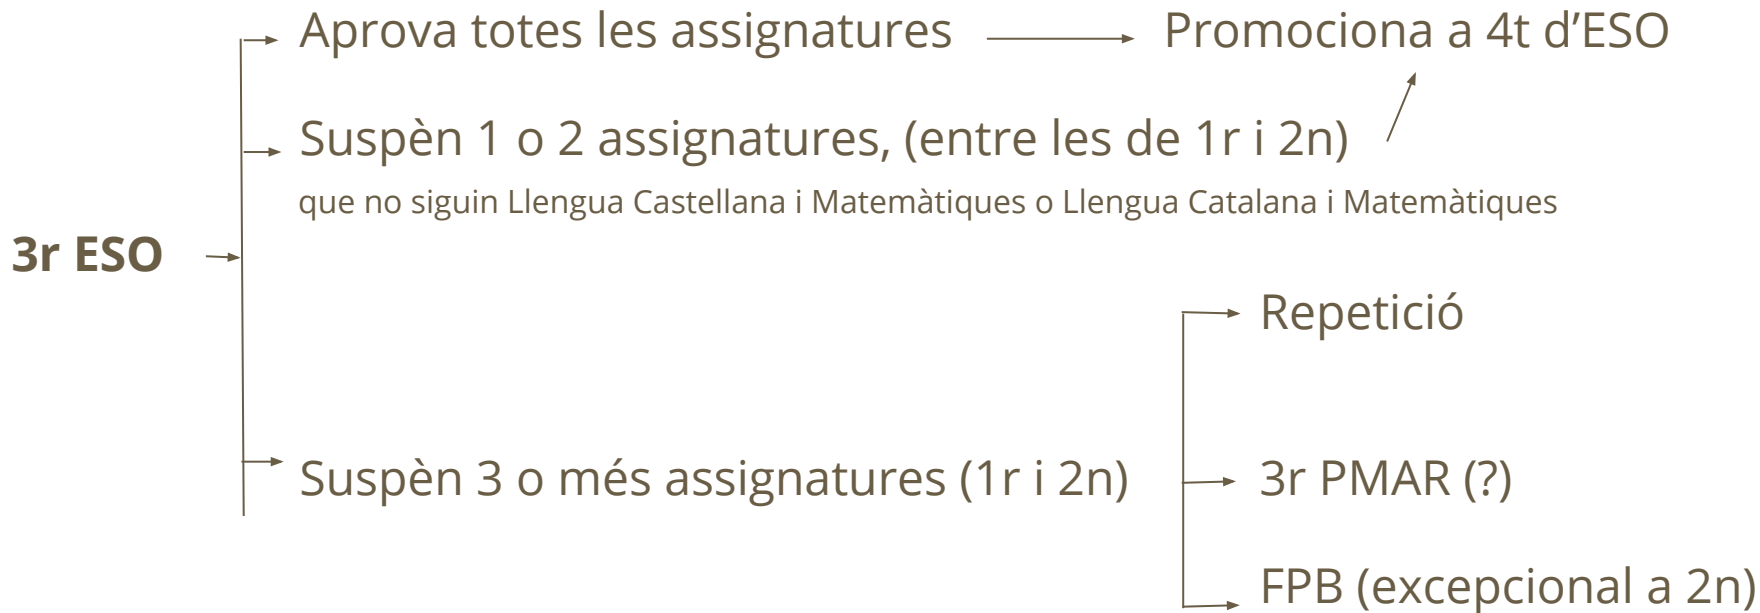 Aprova totes les assignatures
Promociona a 4t d’ESO
Suspèn 1 o 2 assignatures, (entre les de 1r i 2n)
que no siguin Llengua Castellana i Matemàtiques o Llengua Catalana i Matemàtiques
3r ESO
Repetició
Suspèn 3 o més assignatures (1r i 2n)
3r PMAR (?)
FPB (excepcional a 2n)